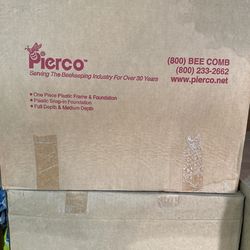 Pierco™
Serving The Beekeeping Industry For Over 30 Years
(800) BEE COMB
(800) 233-2662
www.pierco.net
• One Piece Plastic Frame & Foundation
• Plastic Snap-in Foundation
• Full Depth & Medium Depth